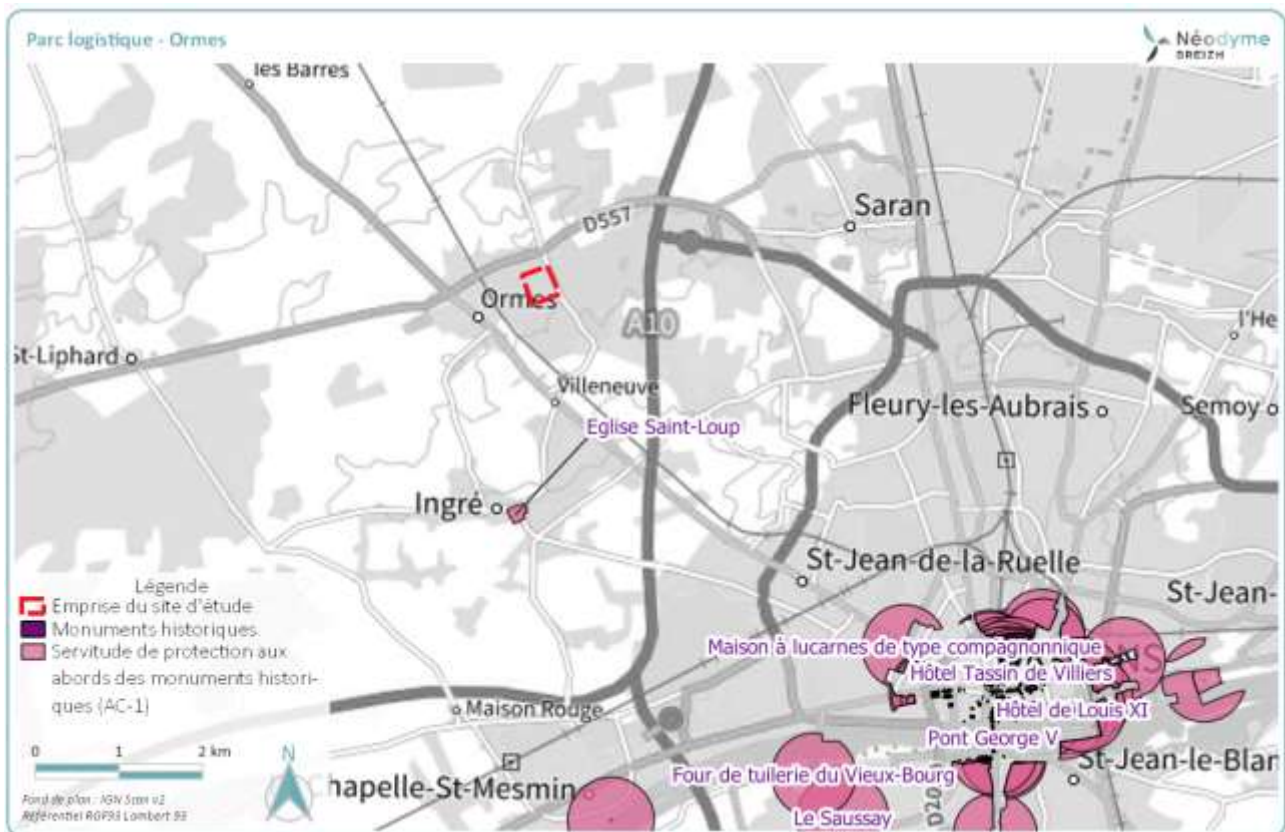 Parc logistique - Ormes
Néodyme
BREIZH
les Barres
Saran
D557
Ormes
A10
l'He
St-Liphard
Villeneuve
Fleury-les-Aubrais
Semoy
Eglise Saint-Loup
Ingré
St-Jean-de-la-Ruelle
St-Jean-
Légende
Emprise du site d'étude
Monuments historiques
Servitude de protection aux
abords des monuments histori-
ques (AC-1)
Maison à lucarnes de type compagnonnique
Hôtel Tassin de Villiers
Hôtel de Louis XI
Maison Rouge
Pont George V
0 1 2 km
N
St-Jean-le-Blan
Four de tuilerie du Vieux-Bourg
hapelle-St-Mesmin
Le Saussay
D20
Fond de plan : IGN Scan v2
Référentiel RGF93 Lambert 93